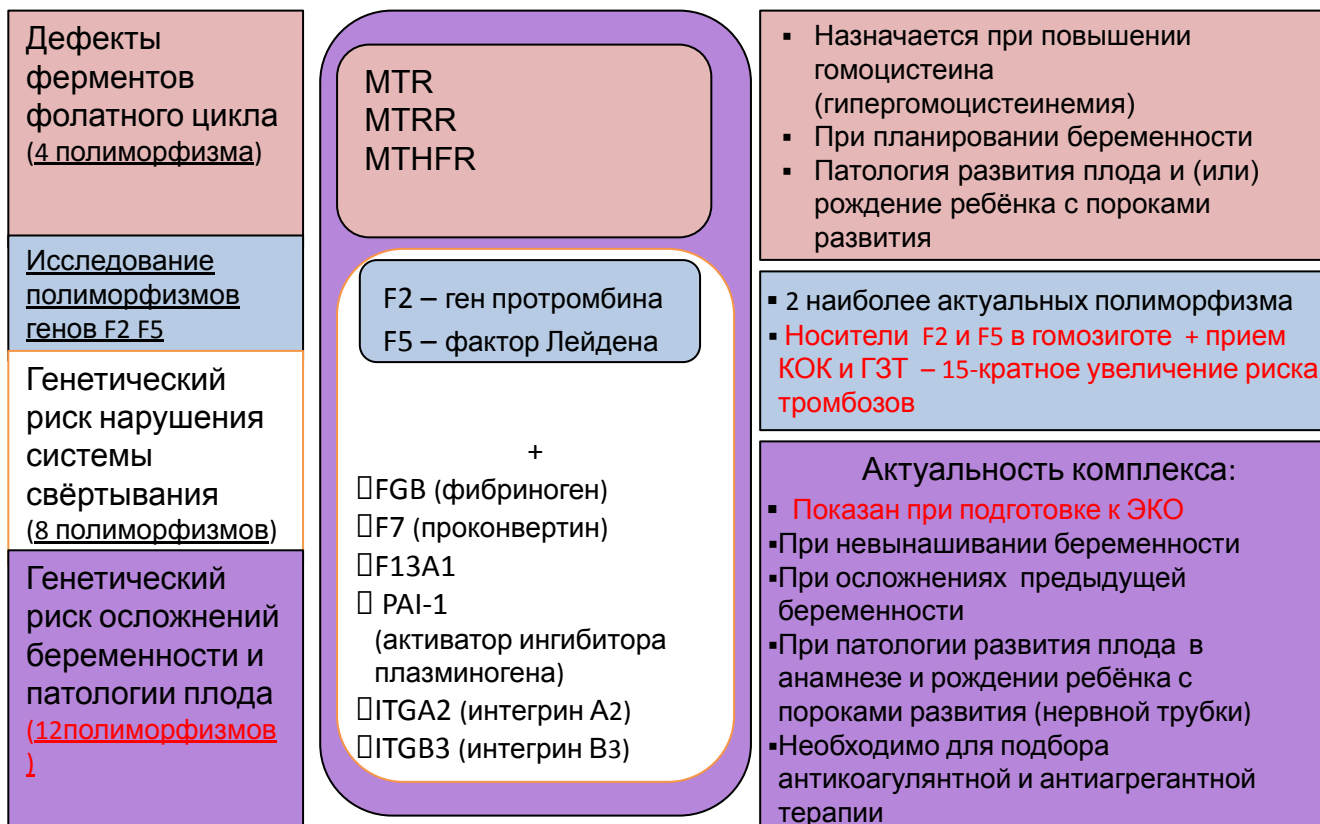 Дефекты
ферментов
фолатного цикла
(4 полиморфизма)
Исследование
полиморфизмов
генов F2 F5
Генетический
риск нарушения
системы
свёртывания
(8 полиморфизмов)
Генетический
риск осложнений
беременности и
патологии плода
(12полиморфизмов
)
MTR
MTRR
MTHFR
F2 – ген протромбина
F5 – фактор Лейдена
+
FGB (фибриноген)
F7 (проконвертин)
F13A1
PAI-1
(активатор ингибитора
плазминогена)
ITGA2 (интегрин А2)
ITGB3 (интегрин В3)
▪ Назначается при повышении
гомоцистеина
(гипергомоцистеинемия)
▪ При планировании беременности
▪ Патология развития плода и (или)
рождение ребёнка с пороками
развития
▪ 2 наиболее актуальных полиморфизма
▪ Носители F2 и F5 в гомозиготе + прием
КОК и ГЗТ – 15-кратное увеличение риска
тромбозов
Актуальность комплекса:
▪ Показан при подготовке к ЭКО
▪При невынашивании беременности
▪При осложнениях предыдущей
беременности
▪При патологии развития плода в
анамнезе и рождении ребёнка с
пороками развития (нервной трубки)
▪Необходимо для подбора
антикоагулянтной и антиагрегантной
терапии